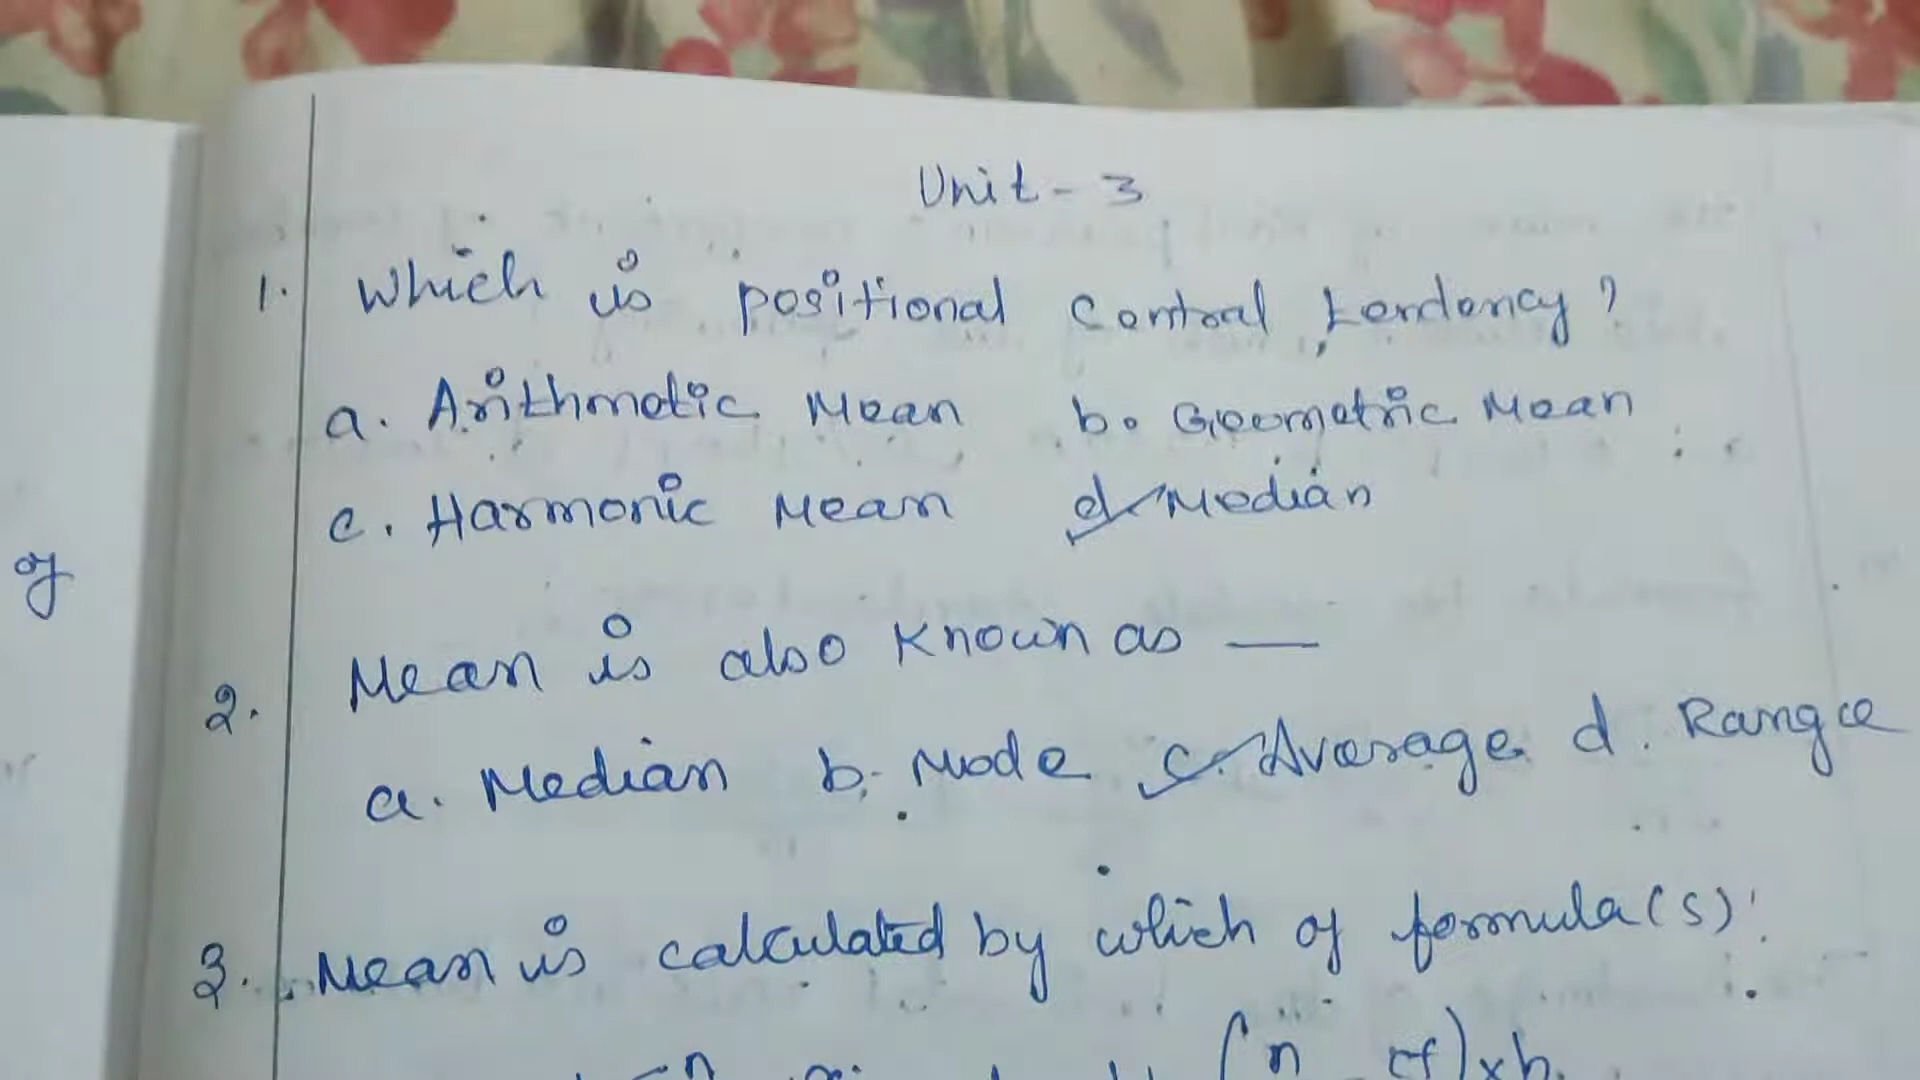 Unit - 3
1. Which is positional Central tendency?
a. Arithmetic Mean b. Geometric Mean
c. Harmonic Mean d. Median
of
2. Mean is also known as —
a. Median b. Mode c. Average d. Range
3. Mean is calculated by which of formula(s)!